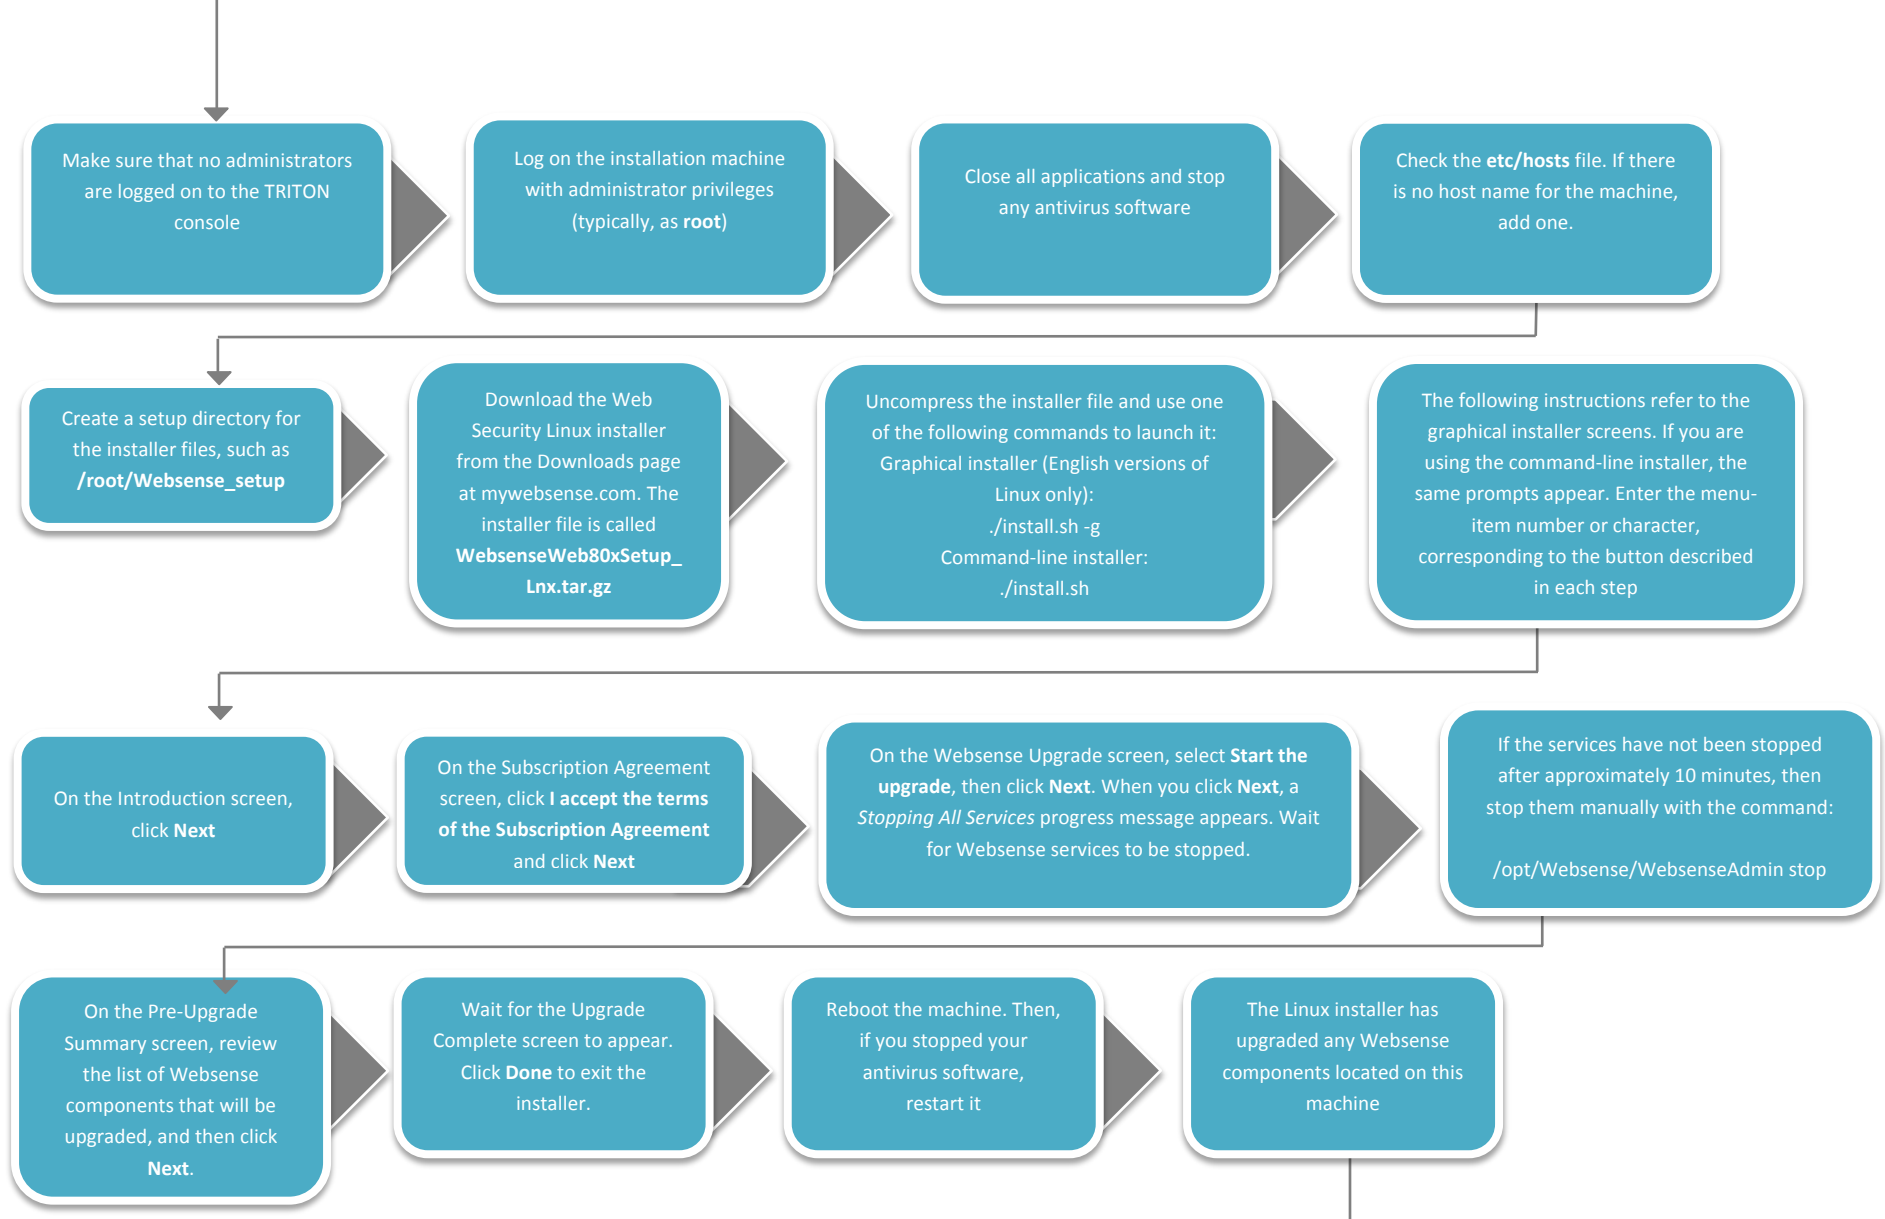 Make sure that no administrators
are logged on to the TRITON
console
Log on the installation machine
with administrator privileges
(typically, as root)
Close all applications and stop
any antivirus software
Check the etc/hosts file. If there
is no host name for the machine,
add one.
Create a setup directory for
the installer files, such as
/root/Websense_setup
Download the Web
Security Linux installer
from the Downloads page
at mywebsense.com. The
installer file is called
WebsenseWeb80xSetup_
Lnx.tar.gz
Uncompress the installer file and use one
of the following commands to launch it:
Graphical installer (English versions of
Linux only):
./install.sh -g
Command-line installer:
./install.sh
The following instructions refer to the
graphical installer screens. If you are
using the command-line installer, the
same prompts appear. Enter the menu-
item number or character,
corresponding to the button described
in each step
On the Introduction screen,
click Next
On the Subscription Agreement
screen, click I accept the terms
of the Subscription Agreement
and click Next
On the Websense Upgrade screen, select Start the
upgrade, then click Next. When you click Next, a
Stopping All Services progress message appears. Wait
for Websense services to be stopped.
If the services have not been stopped
after approximately 10 minutes, then
stop them manually with the command:
/opt/Websense/WebsenseAdmin stop
On the Pre-Upgrade
Summary screen, review
the list of Websense
components that will be
upgraded, and then click
Next.
Wait for the Upgrade
Complete screen to appear.
Click Done to exit the
installer.
Reboot the machine. Then,
if you stopped your
antivirus software,
restart it
The Linux installer has
upgraded any Websense
components located on this
machine